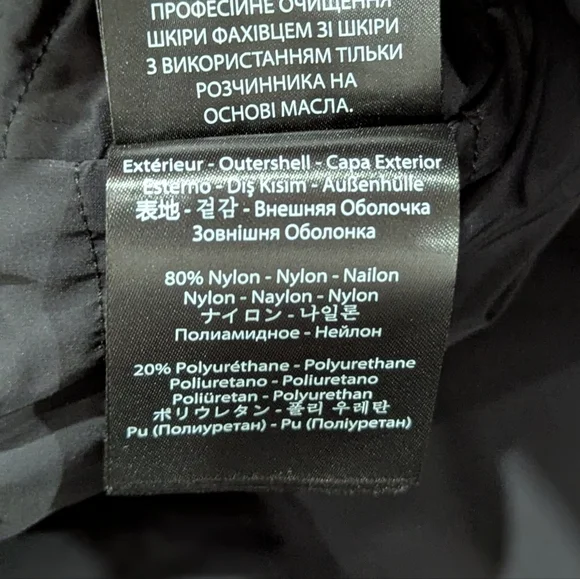 ПРОФЕСІЙНЕ ОЧИЩЕННЯ
ШКІРИ ФАХІВЦЕМ ЗІ ШКІРИ
З ВИКОРИСТАННЯМ ТІЛЬКИ
РОЗЧИННИКА НА
ОСНОВІ МАСЛА.
Extérieur - Outershell - Capa Exterior
Esterno - Dış Kısım - Außenhülle
表地 - 겉감 - Внешняя Оболочка
Зовнішня Оболонка
80% Nylon - Nylon - Nailon
Nylon - Naylon - Nylon
ナイロン - 나일론
Полиамидное - Нейлон
20% Polyuréthane - Polyurethane
Poliuretano - Poliuretano
Poliüretan - Polyurethan
ポリウレタン - 폴리 우레탄
Pu (Полиуретан) - Pu (Поліуретан)